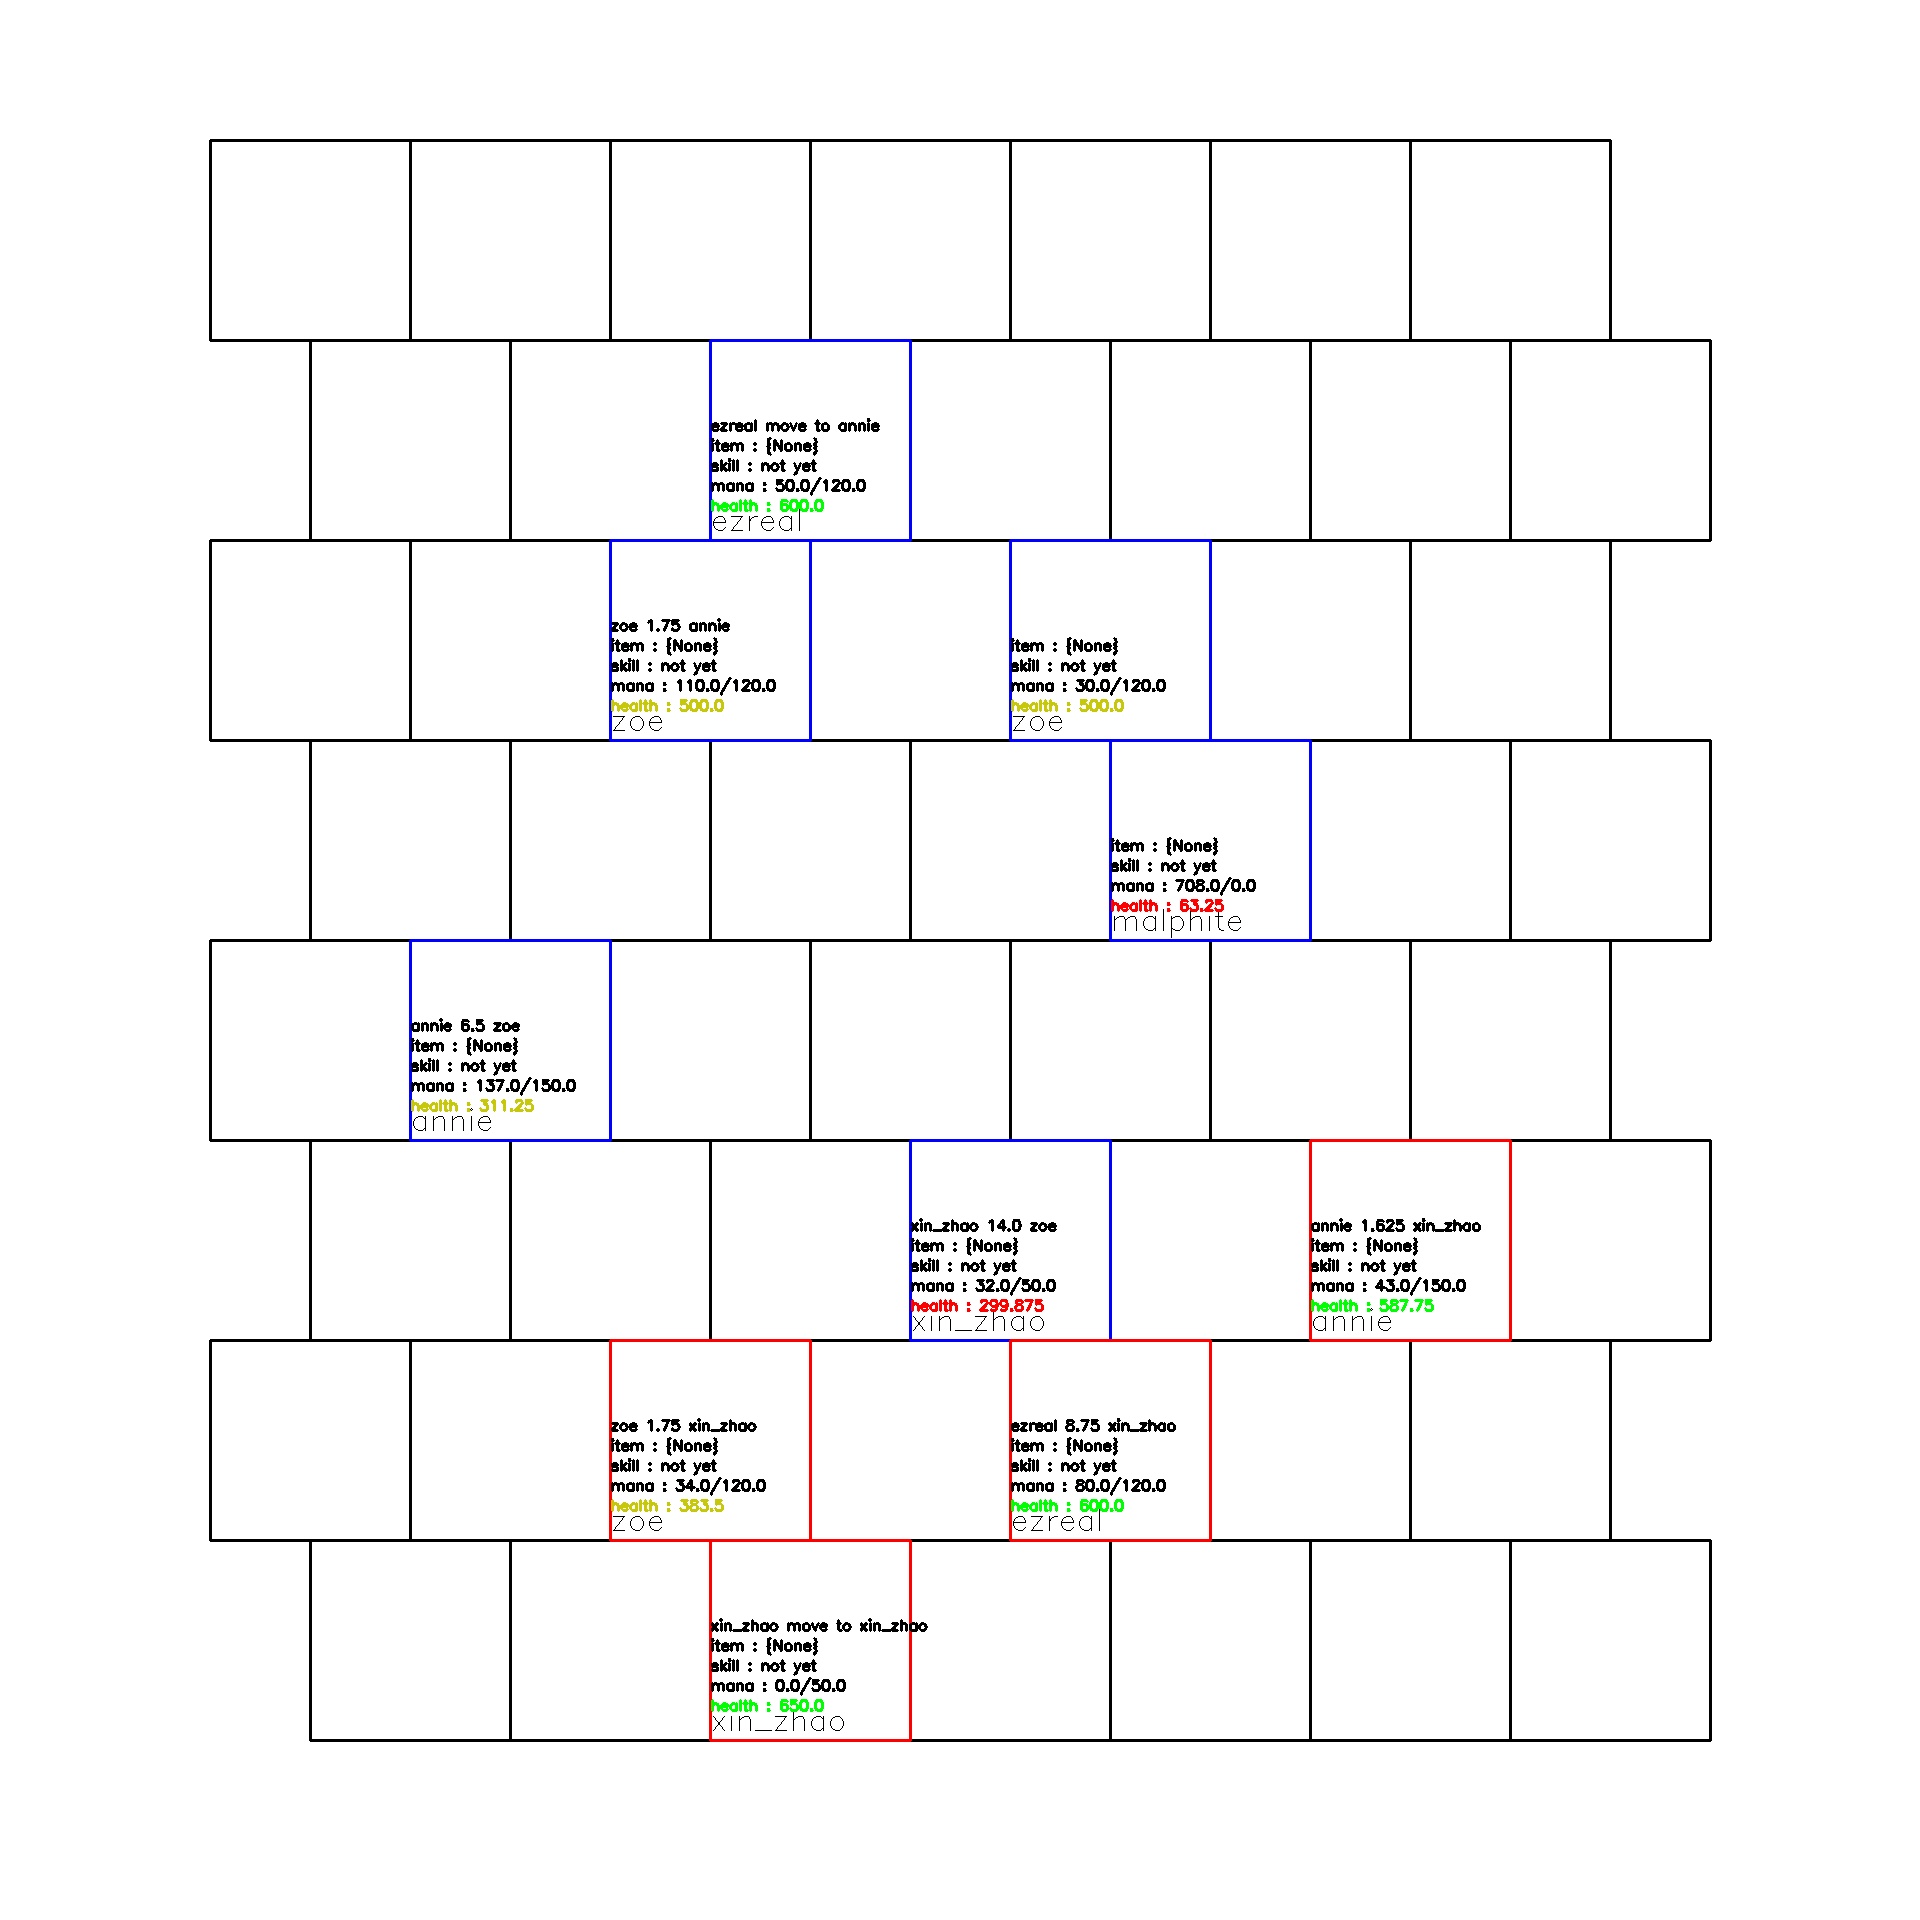 ezreal move to annie
item : {None}
skill : not yet
mana : 50.0/120.0
health : 600.0
ezreal
zoe 1.75 annie
item : {None}
skill : not yet
mana : 110.0/120.0
health : 500.0
zoe
item : {None}
skill : not yet
mana : 30.0/120.0
health : 500.0
zoe
item : {None}
skill : not yet
mana : 708.0/0.0
health : 63.25
malphite
annie 6.5 zoe
item : {None}
skill : not yet
mana : 137.0/150.0
health : 311.25
annie
xin_zhao 14.0 zoe
item : {None}
skill : not yet
mana : 32.0/50.0
health : 299.875
xin_zhao
annie 1.625 xin_zhao
item : {None}
skill : not yet
mana : 43.0/150.0
health : 587.75
annie
zoe 1.75 xin_zhao
item : {None}
skill : not yet
mana : 34.0/120.0
health : 383.5
zoe
ezreal 8.75 xin_zhao
item : {None}
skill : not yet
mana : 80.0/120.0
health : 600.0
ezreal
xin_zhao move to xin_zhao
item : {None}
skill : not yet
mana : 0.0/50.0
health : 650.0
xin_zhao